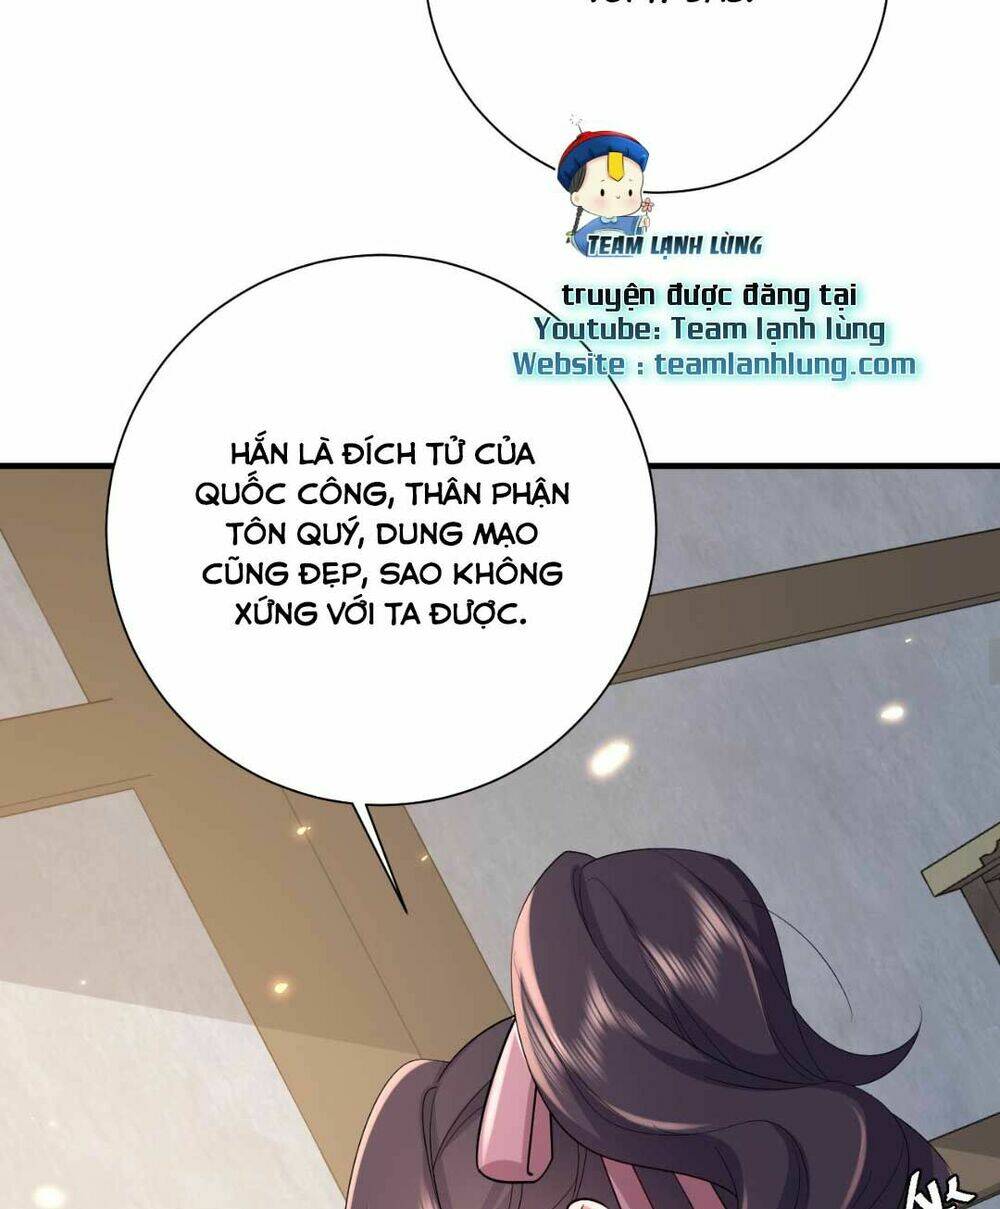 TEAM LẠNH LÙNG
truyện được đăng tại
Youtube: Team lạnh lùng
Website : teamlanhlung.com
HẮN LÀ ĐÍCH TỬ CỦA
QUỐC CÔNG, THÂN PHẬN
TÔN QUÝ, DUNG MẠO
CŨNG ĐẸP, SAO KHÔNG
XỨNG VỚI TA ĐƯỢC.